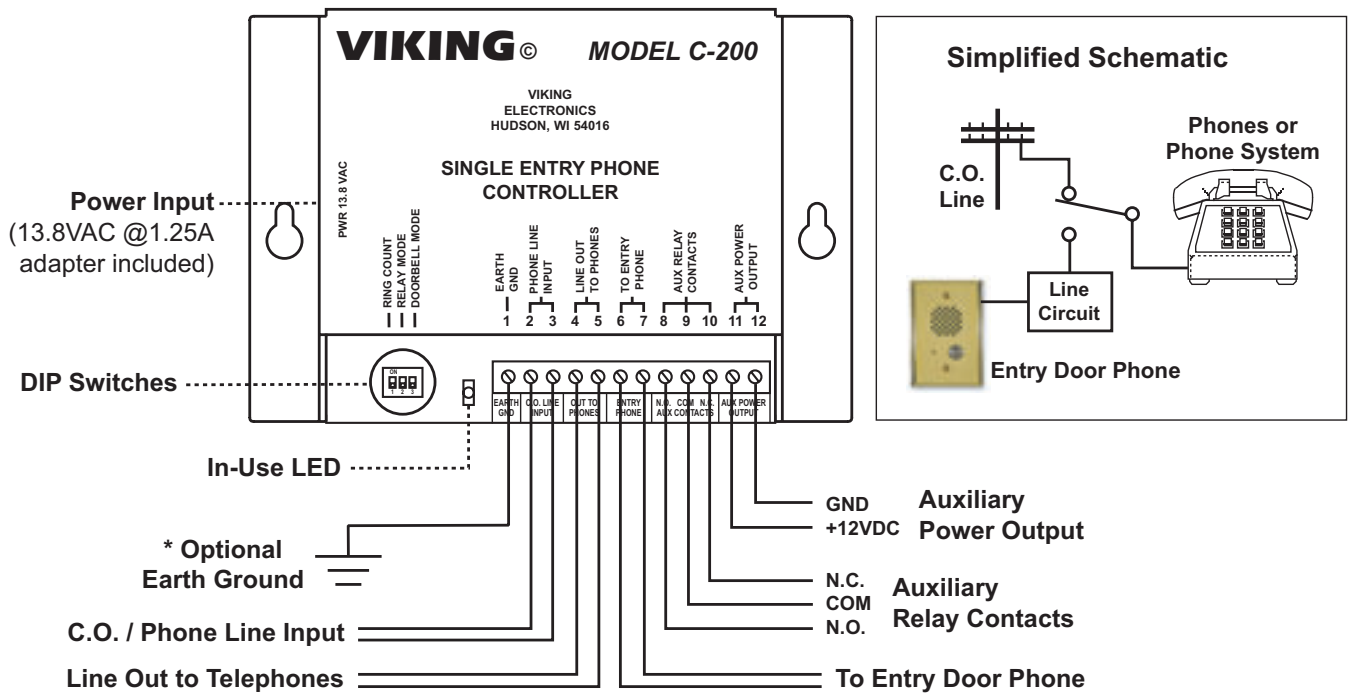 VIKING© MODEL C-200
VIKING
ELECTRONICS
HUDSON, WI 54016
SINGLE ENTRY PHONE
CONTROLLER
PWR 13.8 VAC
Power Input
(13.8VAC @1.25A
adapter included)
RING COUNT
RELAY MODE
DOORBELL MODE
EARTH
GND
PHONE LINE
INPUT
LINE OUT
TO PHONES
TO ENTRY
PHONE
AUX RELAY
CONTACTS
AUX POWER
OUTPUT
1 2 3 4 5 6 7 8 9 10 11 12
DIP Switches
ON
1 2 3
EARTH
GND
C.O. LINE
INPUT
OUT TO
PHONES
ENTRY
PHONE
N.O. COM N.C.
AUX CONTACTS
AUX POWER
OUTPUT
In-Use LED
* Optional
Earth Ground
C.O. / Phone Line Input
Line Out to Telephones
GND
+12VDC
Auxiliary
Power Output
N.C.
COM
N.O.
Auxiliary
Relay Contacts
To Entry Door Phone
Simplified Schematic
C.O.
Line
Phones or
Phone System
Line
Circuit
Entry Door Phone